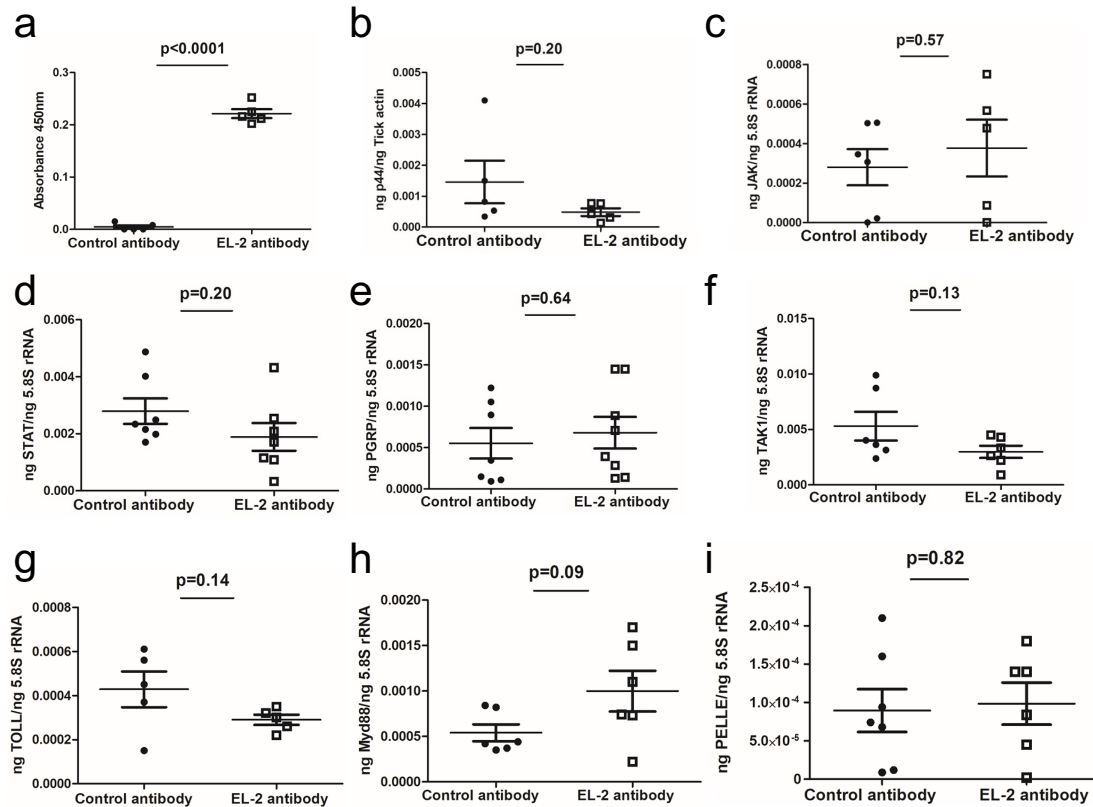 a
p<0.0001
Absorbance 450nm
0.3
0.2
0.1
0.0
Control antibody
EL-2 antibody
b
p=0.20
ng p44/ng Tick actin
0.005
0.004
0.003
0.002
0.001
0.000
Control antibody
EL-2 antibody
c
p=0.57
ng JAK/ng 5.8S rRNA
0.0008
0.0006
0.0004
0.0002
0.0000
Control antibody
EL-2 antibody
d
p=0.20
ng STAT/ng 5.8S rRNA
0.006
0.004
0.002
0.000
Control antibody
EL-2 antibody
e
p=0.64
ng PGRP/ng 5.8S rRNA
0.0020
0.0015
0.0010
0.0005
0.0000
Control antibody
EL-2 antibody
f
p=0.13
ng TAK1/ng 5.8S rRNA
0.015
0.010
0.005
0.000
Control antibody
EL-2 antibody
g
p=0.14
ng TOLL/ng 5.8S rRNA
0.0008
0.0006
0.0004
0.0002
0.0000
Control antibody
EL-2 antibody
h
p=0.09
ng Myd88/ng 5.8S rRNA
0.0020
0.0015
0.0010
0.0005
0.0000
Control antibody
EL-2 antibody
i
p=0.82
ng PELLE/ng 5.8S rRNA
2.5×10⁻⁴
2.0×10⁻⁴
1.5×10⁻⁴
1.0×10⁻⁴
5.0×10⁻⁵
0
Control antibody
EL-2 antibody